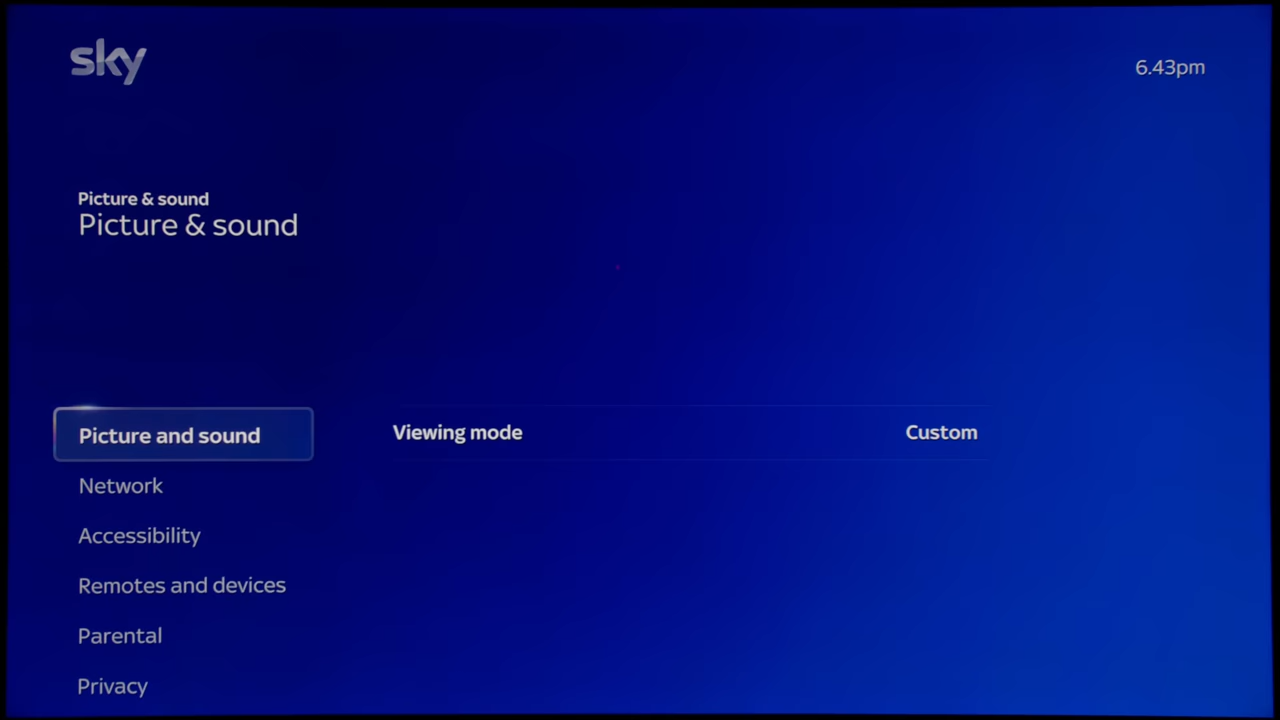 sky
6.43pm
Picture & sound
Picture & sound
Picture and sound
Viewing mode
Custom
Network
Accessibility
Remotes and devices
Parental
Privacy